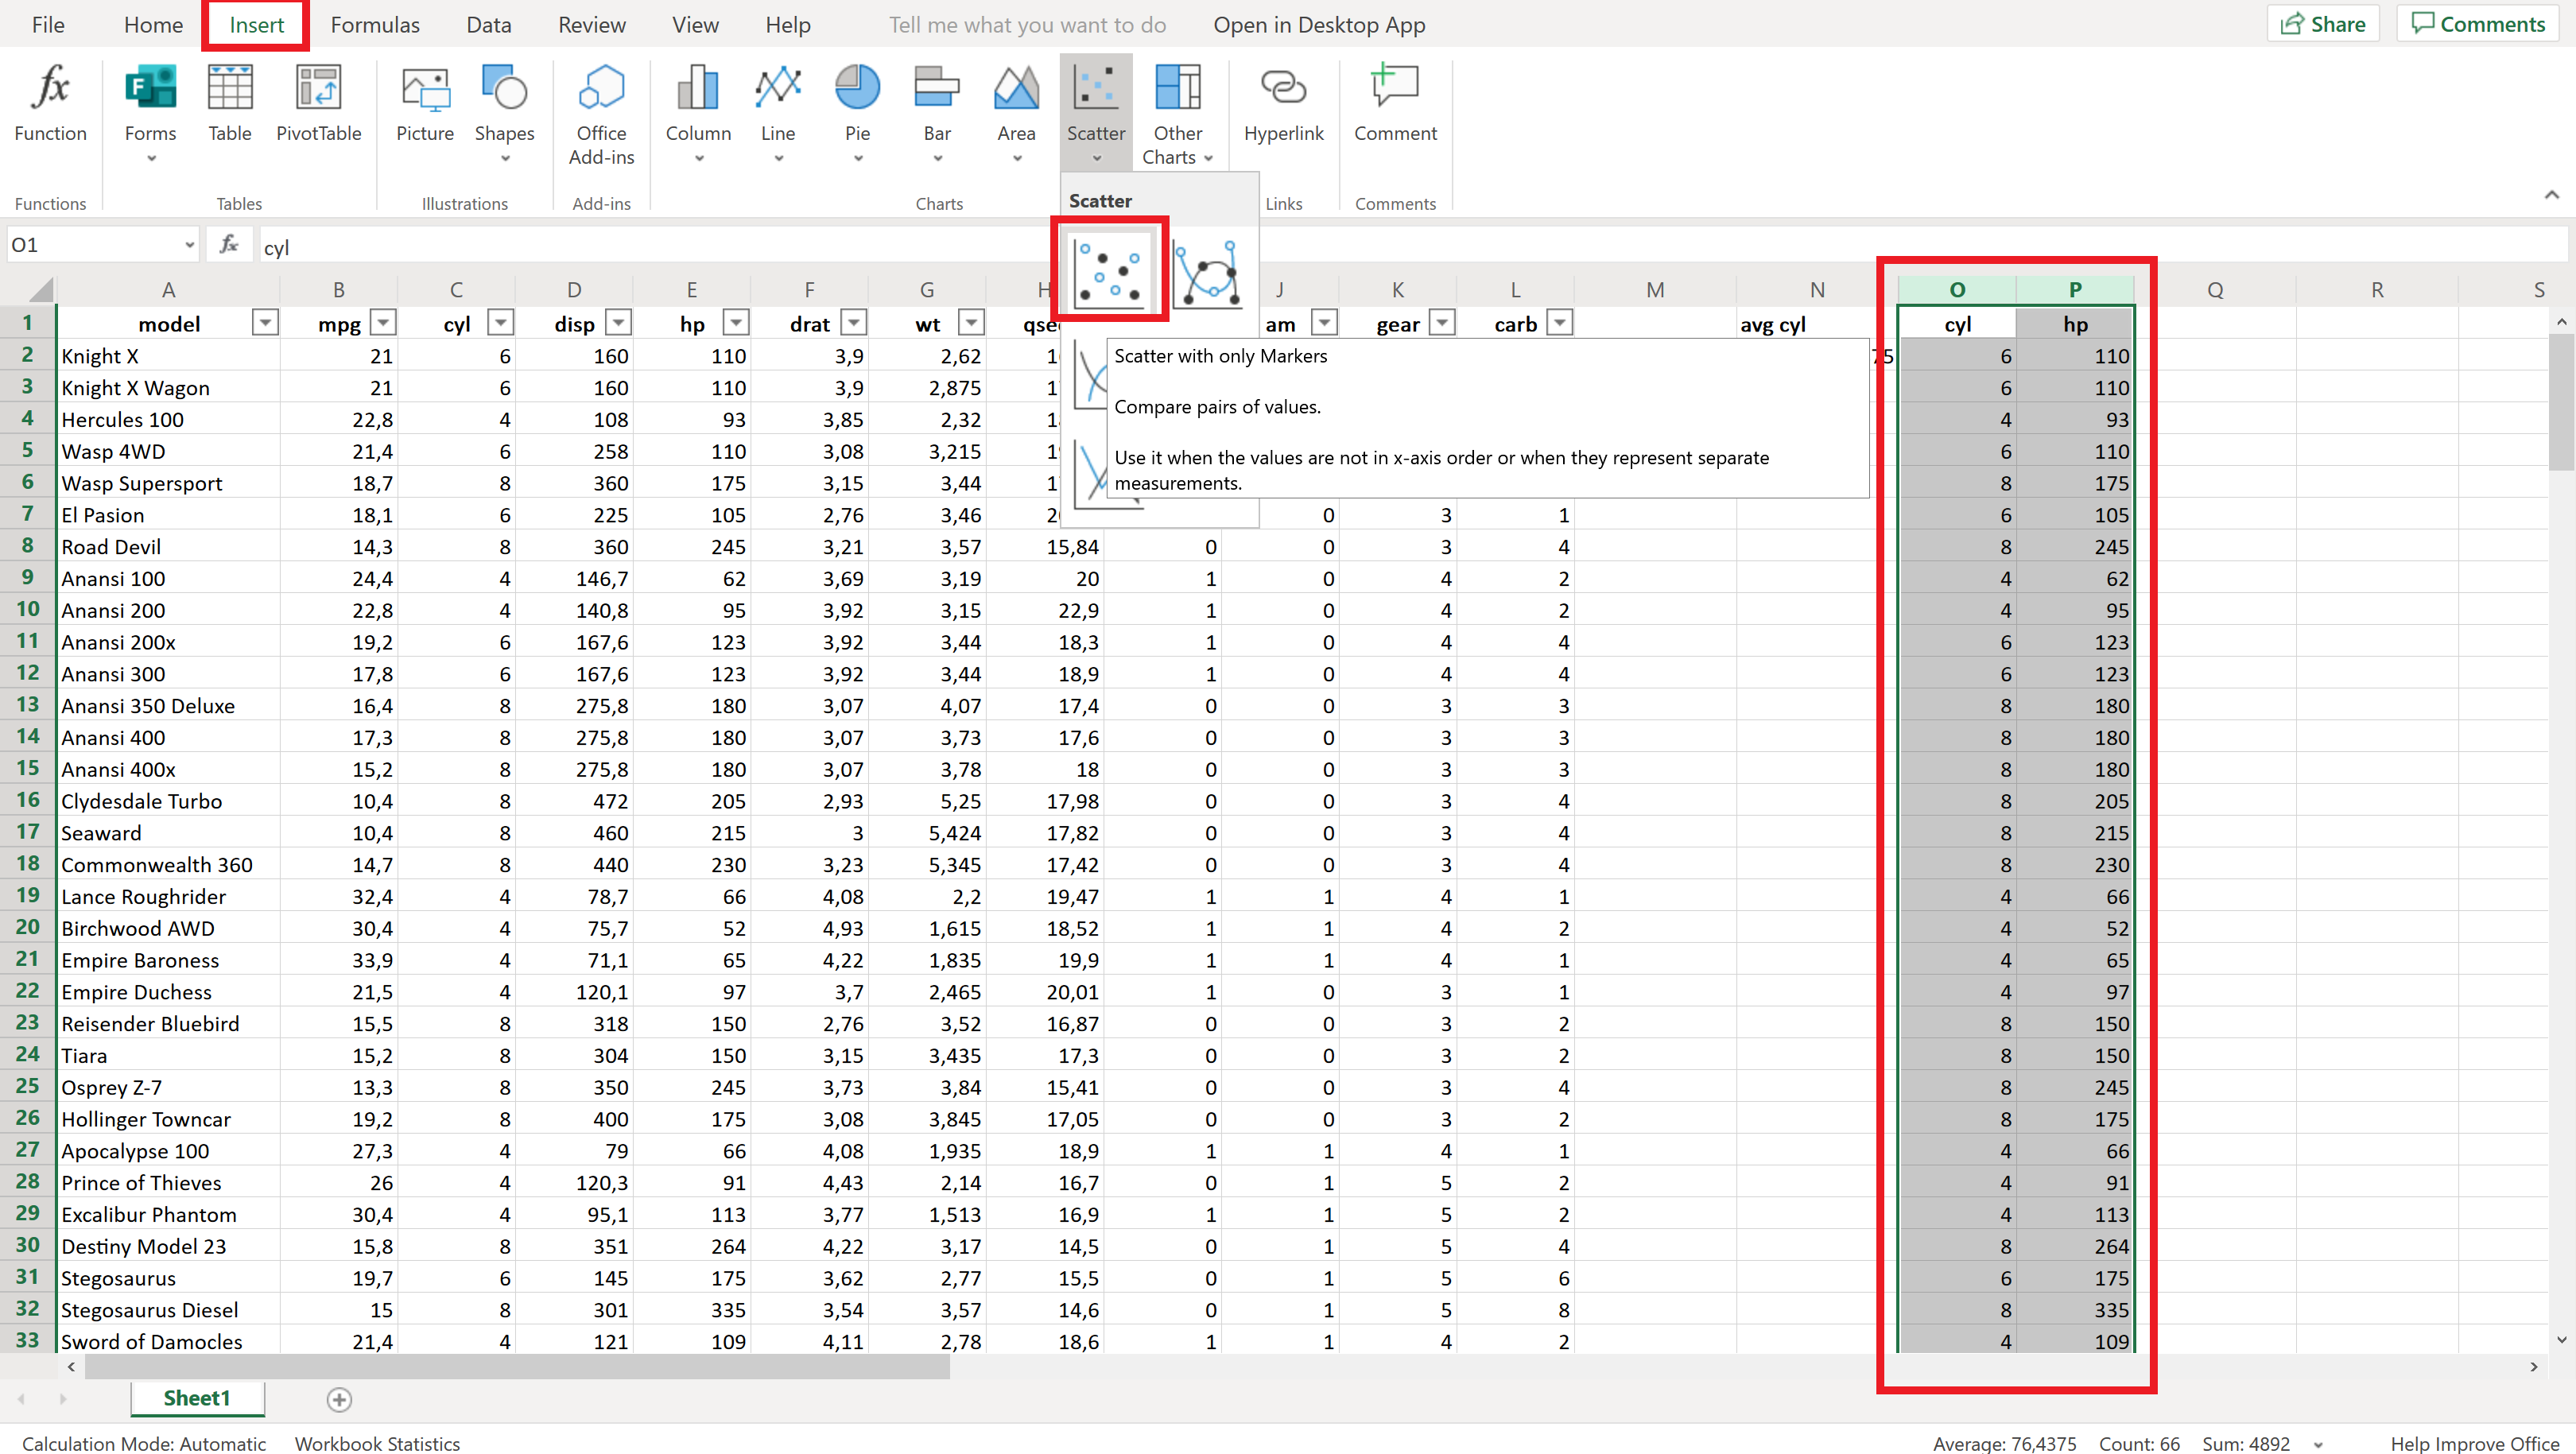 File Home Insert Formulas Data Review View Help Tell me what you want to do Open in Desktop App Share Comments
Function Forms Table PivotTable Picture Shapes Office Add-ins Column Line Pie Bar Area Scatter Other Charts Hyperlink Comment
Functions Tables Illustrations Add-ins Charts Links Comments
Scatter
O1 fx cyl
A B C D E F G H J K L M N O P Q R S
1 model mpg cyl disp hp drat wt am gear carb avg cyl cyl hp
2 Knight X 21 6 160 110 3,9 2,62 6 110
3 Knight X Wagon 21 6 160 110 3,9 2,875 6 110
4 Hercules 100 22,8 4 108 93 3,85 2,32 4 93
5 Wasp 4WD 21,4 6 258 110 3,08 3,215 6 110
6 Wasp Supersport 18,7 8 360 175 3,15 3,44 8 175
Scatter with only Markers
Compare pairs of values.
Use it when the values are not in x-axis order or when they represent separate
measurements.
7 El Pasion 18,1 6 225 105 2,76 3,46 0 3 1 6 105
8 Road Devil 14,3 8 360 245 3,21 3,57 15,84 0 0 3 4 8 245
9 Anansi 100 24,4 4 146,7 62 3,69 3,19 20 1 0 4 2 4 62
10 Anansi 200 22,8 4 140,8 95 3,92 3,15 22,9 1 0 4 2 4 95
11 Anansi 200x 19,2 6 167,6 123 3,92 3,44 18,3 1 0 4 4 6 123
12 Anansi 300 17,8 6 167,6 123 3,92 3,44 18,9 1 0 4 4 6 123
13 Anansi 350 Deluxe 16,4 8 275,8 180 3,07 4,07 17,4 0 0 3 3 8 180
14 Anansi 400 17,3 8 275,8 180 3,07 3,73 17,6 0 0 3 3 8 180
15 Anansi 400x 15,2 8 275,8 180 3,07 3,78 18 0 0 3 3 8 180
16 Clydesdale Turbo 10,4 8 472 205 2,93 5,25 17,98 0 0 3 4 8 205
17 Seaward 10,4 8 460 215 3 5,424 17,82 0 0 3 4 8 215
18 Commonwealth 360 14,7 8 440 230 3,23 5,345 17,42 0 0 3 4 8 230
19 Lance Roughrider 32,4 4 78,7 66 4,08 2,2 19,47 1 1 4 1 4 66
20 Birchwood AWD 30,4 4 75,7 52 4,93 1,615 18,52 1 1 4 2 4 52
21 Empire Baroness 33,9 4 71,1 65 4,22 1,835 19,9 1 1 4 1 4 65
22 Empire Duchess 21,5 4 120,1 97 3,7 2,465 20,01 1 0 3 1 4 97
23 Reisender Bluebird 15,5 8 318 150 2,76 3,52 16,87 0 0 3 2 8 150
24 Tiara 15,2 8 304 150 3,15 3,435 17,3 0 0 3 2 8 150
25 Osprey Z-7 13,3 8 350 245 3,73 3,84 15,41 0 0 3 4 8 245
26 Hollinger Towncar 19,2 8 400 175 3,08 3,845 17,05 0 0 3 2 8 175
27 Apocalypse 100 27,3 4 79 66 4,08 1,935 18,9 1 1 4 1 4 66
28 Prince of Thieves 26 4 120,3 91 4,43 2,14 16,7 0 1 5 2 4 91
29 Excalibur Phantom 30,4 4 95,1 113 3,77 1,513 16,9 1 1 5 2 4 113
30 Destiny Model 23 15,8 8 351 264 4,22 3,17 14,5 0 1 5 4 8 264
31 Stegosaurus 19,7 6 145 175 3,62 2,77 15,5 0 1 5 6 6 175
32 Stegosaurus Diesel 15 8 301 335 3,54 3,57 14,6 0 1 5 8 8 335
33 Sword of Damocles 21,4 4 121 109 4,11 2,78 18,6 1 1 4 2 4 109
Sheet1
Calculation Mode: Automatic Workbook Statistics Average: 76,4375 Count: 66 Sum: 4892 Help Improve Office